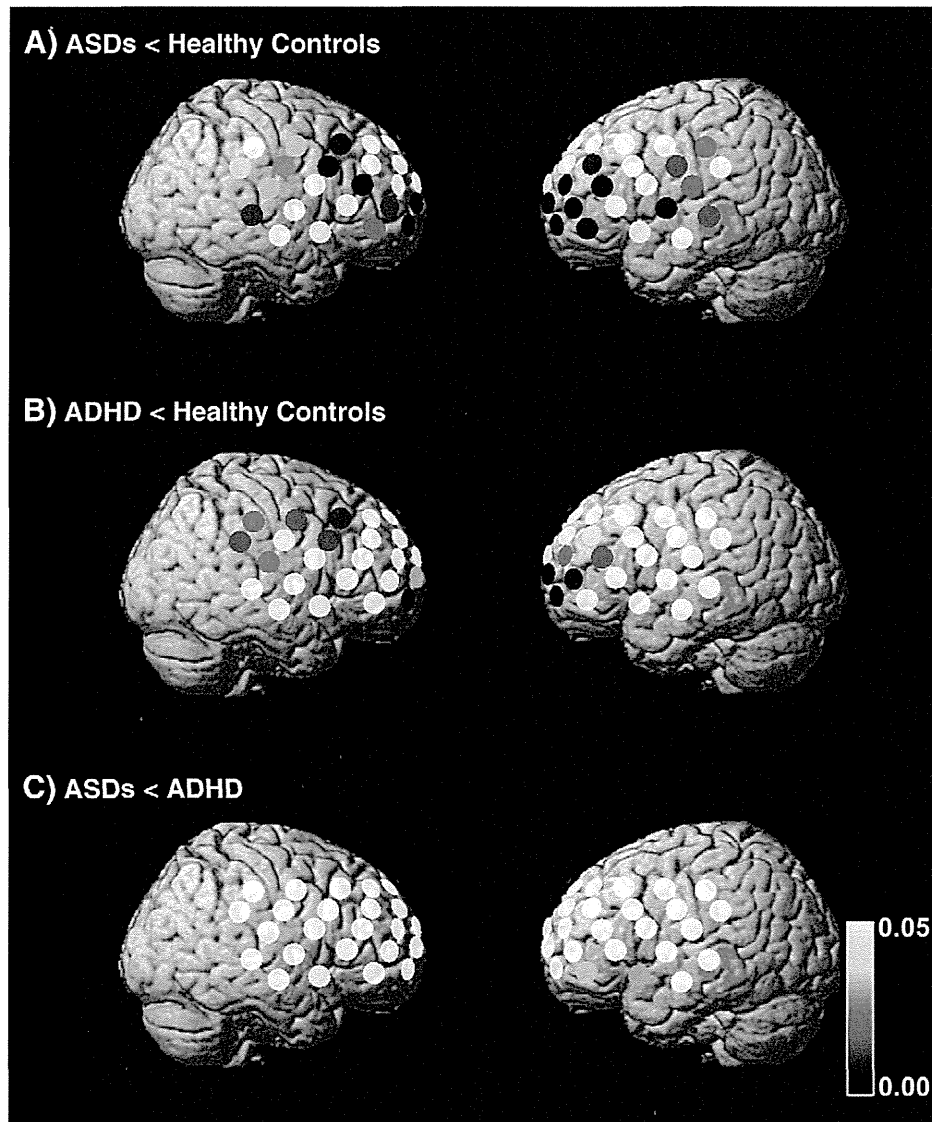 A) ASDs < Healthy Controls
B) ADHD < Healthy Controls
C) ASDs < ADHD
0.05
0.00